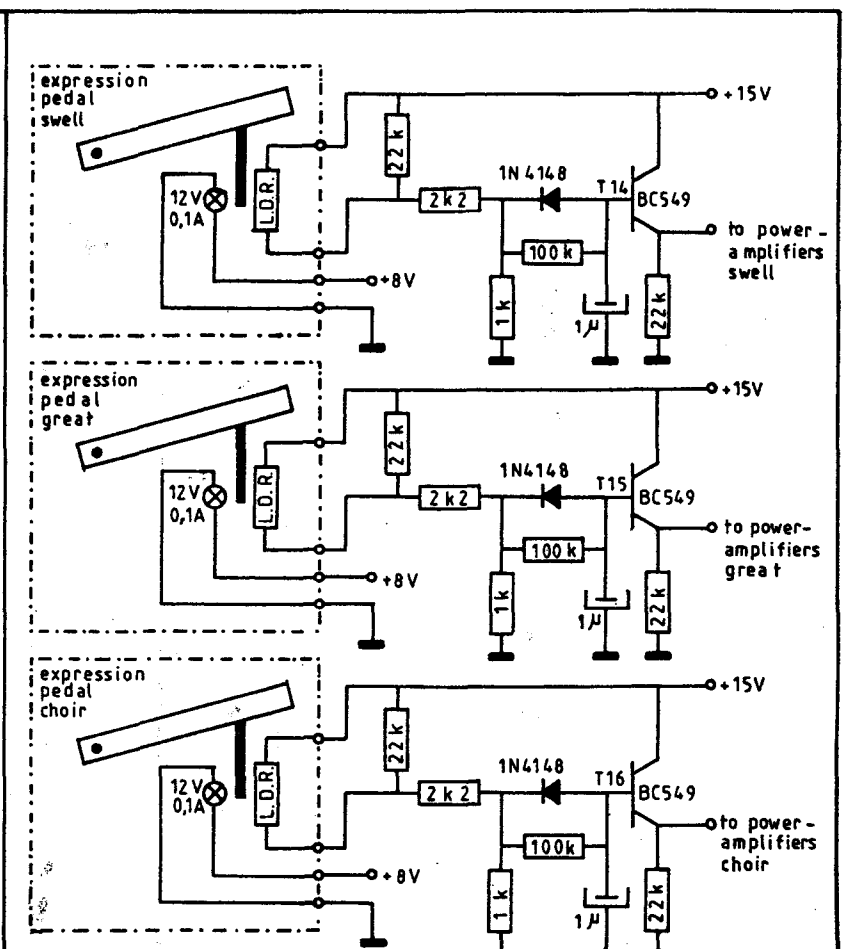 expression
pedal
swell
12V
0,1A
L.D.R.
22k
2k2
1N4148
T14
BC549
+15V
100k
1k
1µ
22k
+8V
to power-
amplifiers
swell
expression
pedal
great
12V
0,1A
L.D.R.
22k
2k2
1N4148
T15
BC549
+15V
100k
1k
1µ
22k
+8V
to power-
amplifiers
great
expression
pedal
choir
12V
0,1A
L.D.R.
22k
2k2
1N4148
T16
BC549
+15V
100k
1k
1µ
22k
+8V
to power-
amplifiers
choir